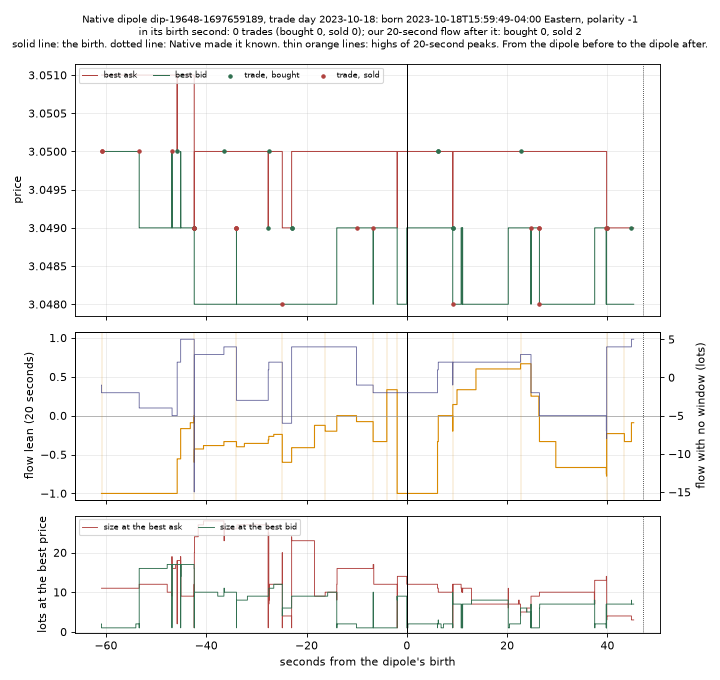 Native dipole dip-19648-1697659189, trade day 2023-10-18: born 2023-10-18T15:59:49-04:00 Eastern, polarity -1
in its birth second: 0 trades (bought 0, sold 0); our 20-second flow after it: bought 0, sold 2
solid line: the birth. dotted line: Native made it known. thin orange lines: highs of 20-second peaks. From the dipole before to the dipole after.
best ask
best bid
trade, bought
trade, sold
3.0510
3.0505
3.0500
3.0495
3.0490
3.0485
3.0480
price
1.0
0.5
0.0
−0.5
−1.0
flow lean (20 seconds)
5
0
−5
−10
−15
flow with no window (lots)
size at the best ask
size at the best bid
20
10
0
lots at the best price
−60
−40
−20
0
20
40
seconds from the dipole's birth